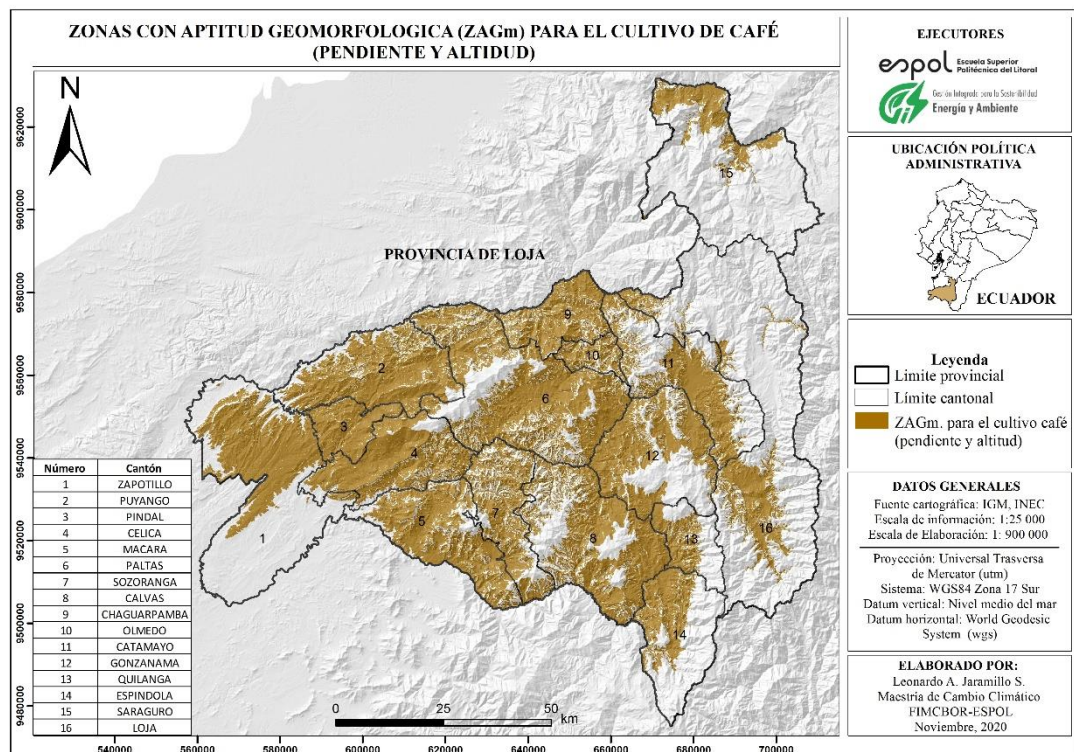 ZONAS CON APTITUD GEOMORFOLOGICA (ZAGm) PARA EL CULTIVO DE CAFÉ
(PENDIENTE Y ALTIDUD)
N
PROVINCIA DE LOJA
9620000
9600000
9580000
9560000
9540000
9520000
9500000
9480000
15
9
10
11
2
6
3
4
12
16
1
5
7
8
13
14
Número Cantón
1 ZAPOTILLO
2 PUYANGO
3 PINDAL
4 CELICA
5 MACARA
6 PALTAS
7 SOZORANGA
8 CALVAS
9 CHAGUARPAMBA
10 OLMEDO
11 CATAMAYO
12 GONZANAMA
13 QUILANGA
14 ESPINDOLA
15 SARAGURO
16 LOJA
0 25 50
km
540000 560000 580000 600000 620000 640000 660000 680000 700000
EJECUTORES
espol Escuela Superior
Politécnica del Litoral
Gestión Integrada para la Sostenibilidad
Energía y Ambiente
UBICACIÓN POLÍTICA
ADMINISTRATIVA
ECUADOR
Leyenda
Limite provincial
Límite cantonal
ZAGm. para el cultivo café
(pendiente y altitud)
DATOS GENERALES
Fuente cartográfica: IGM, INEC
Escala de información: 1:25 000
Escala de Elaboración: 1: 900 000
Proyección: Universal Trasversa
de Mercator (utm)
Sistema: WGS84 Zona 17 Sur
Datum vertical: Nivel medio del mar
Datum horizontal: World Geodesic
System (wgs)
ELABORADO POR:
Leonardo A. Jaramillo S.
Maestría de Cambio Climático
FIMCBOR-ESPOL
Noviembre, 2020